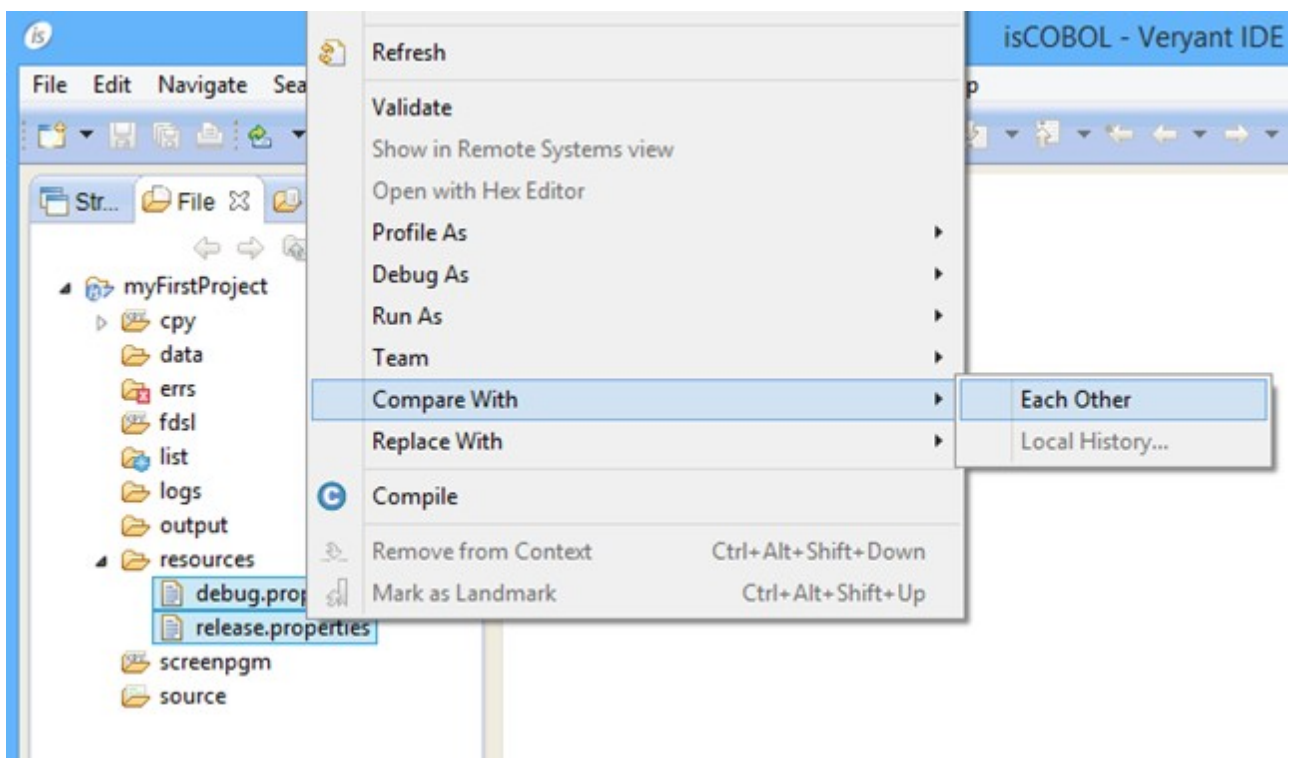 is
isCOBOL - Veryant IDE
File Edit Navigate Sea
p
Str... File
myFirstProject
cpy
data
errs
fdsl
list
logs
output
resources
debug.prop
release.properties
screenpgm
source
Refresh
Validate
Show in Remote Systems view
Open with Hex Editor
Profile As
Debug As
Run As
Team
Compare With
Replace With
Compile
Remove from Context Ctrl+Alt+Shift+Down
Mark as Landmark Ctrl+Alt+Shift+Up
Each Other
Local History...